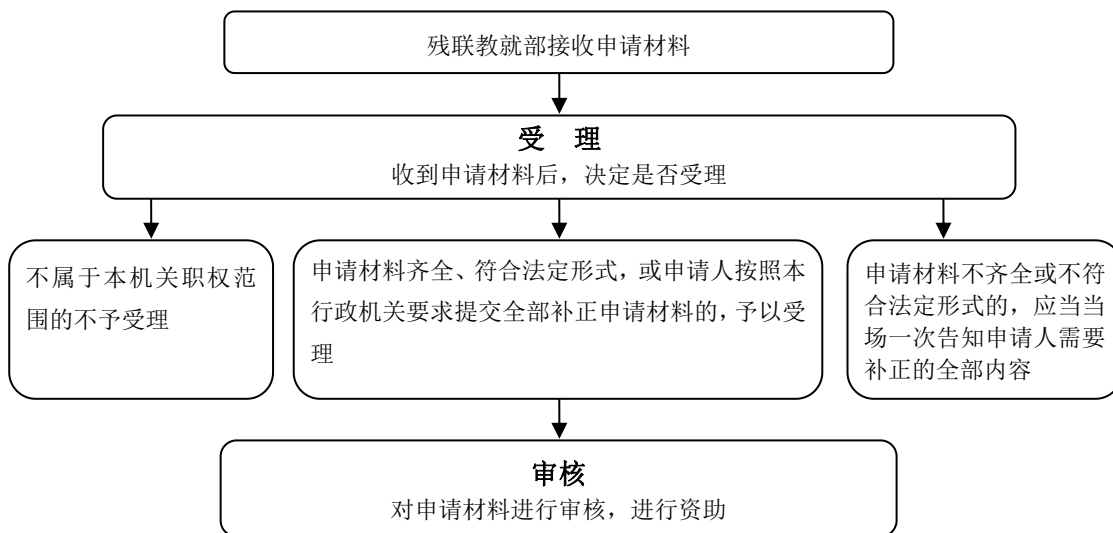 残联教就部接收申请材料
受　理
收到申请材料后，决定是否受理
不属于本机关职权范
围的不予受理
申请材料齐全、符合法定形式，或申请人按照本
行政机关要求提交全部补正申请材料的，予以受
理
申请材料不齐全或不符
合法定形式的，应当当
场一次告知申请人需要
补正的全部内容
审核
对申请材料进行审核，进行资助